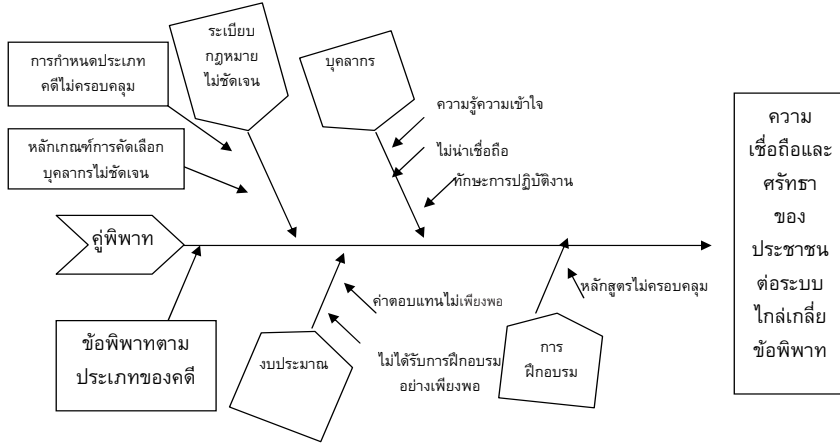 ระเบียบ
กฎหมาย
ไม่ชัดเจน
การกำหนดประเภท
คดีไม่ครอบคลุม
หลักเกณฑ์การคัดเลือก
บุคลากรไม่ชัดเจน
บุคลากร
ความรู้ความเข้าใจ
ไม่น่าเชื่อถือ
ทักษะการปฏิบัติงาน
คู่พิพาท
ข้อพิพาทตาม
ประเภทของคดี
งบประมาณ
ค่าตอบแทนไม่เพียงพอ
ไม่ได้รับการฝึกอบรม
อย่างเพียงพอ
การ
ฝึกอบรม
หลักสูตรไม่ครอบคลุม
ความ
เชื่อถือและ
ศรัทธา
ของ
ประชาชน
ต่อระบบ
ไกล่เกลี่ย
ข้อพิพาท